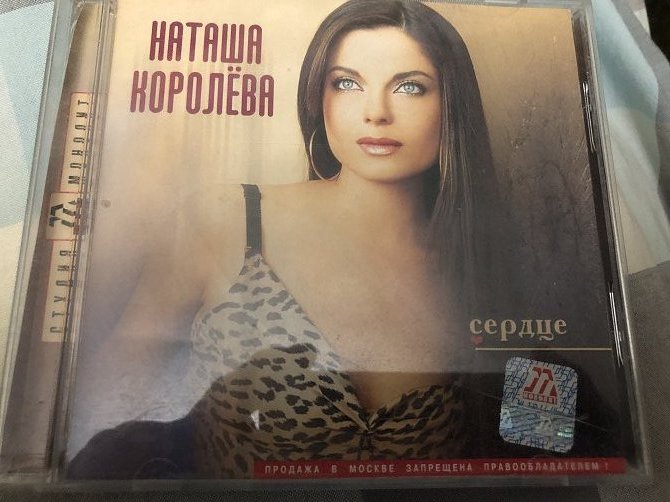 НАТАША
КОРОЛЁВА
СТУДИЯ МОНОЛИТ
сердце
ПРОДАЖА В МОСКВЕ ЗАПРЕЩЕНА ПРАВООБЛАДАТЕЛЕМ!